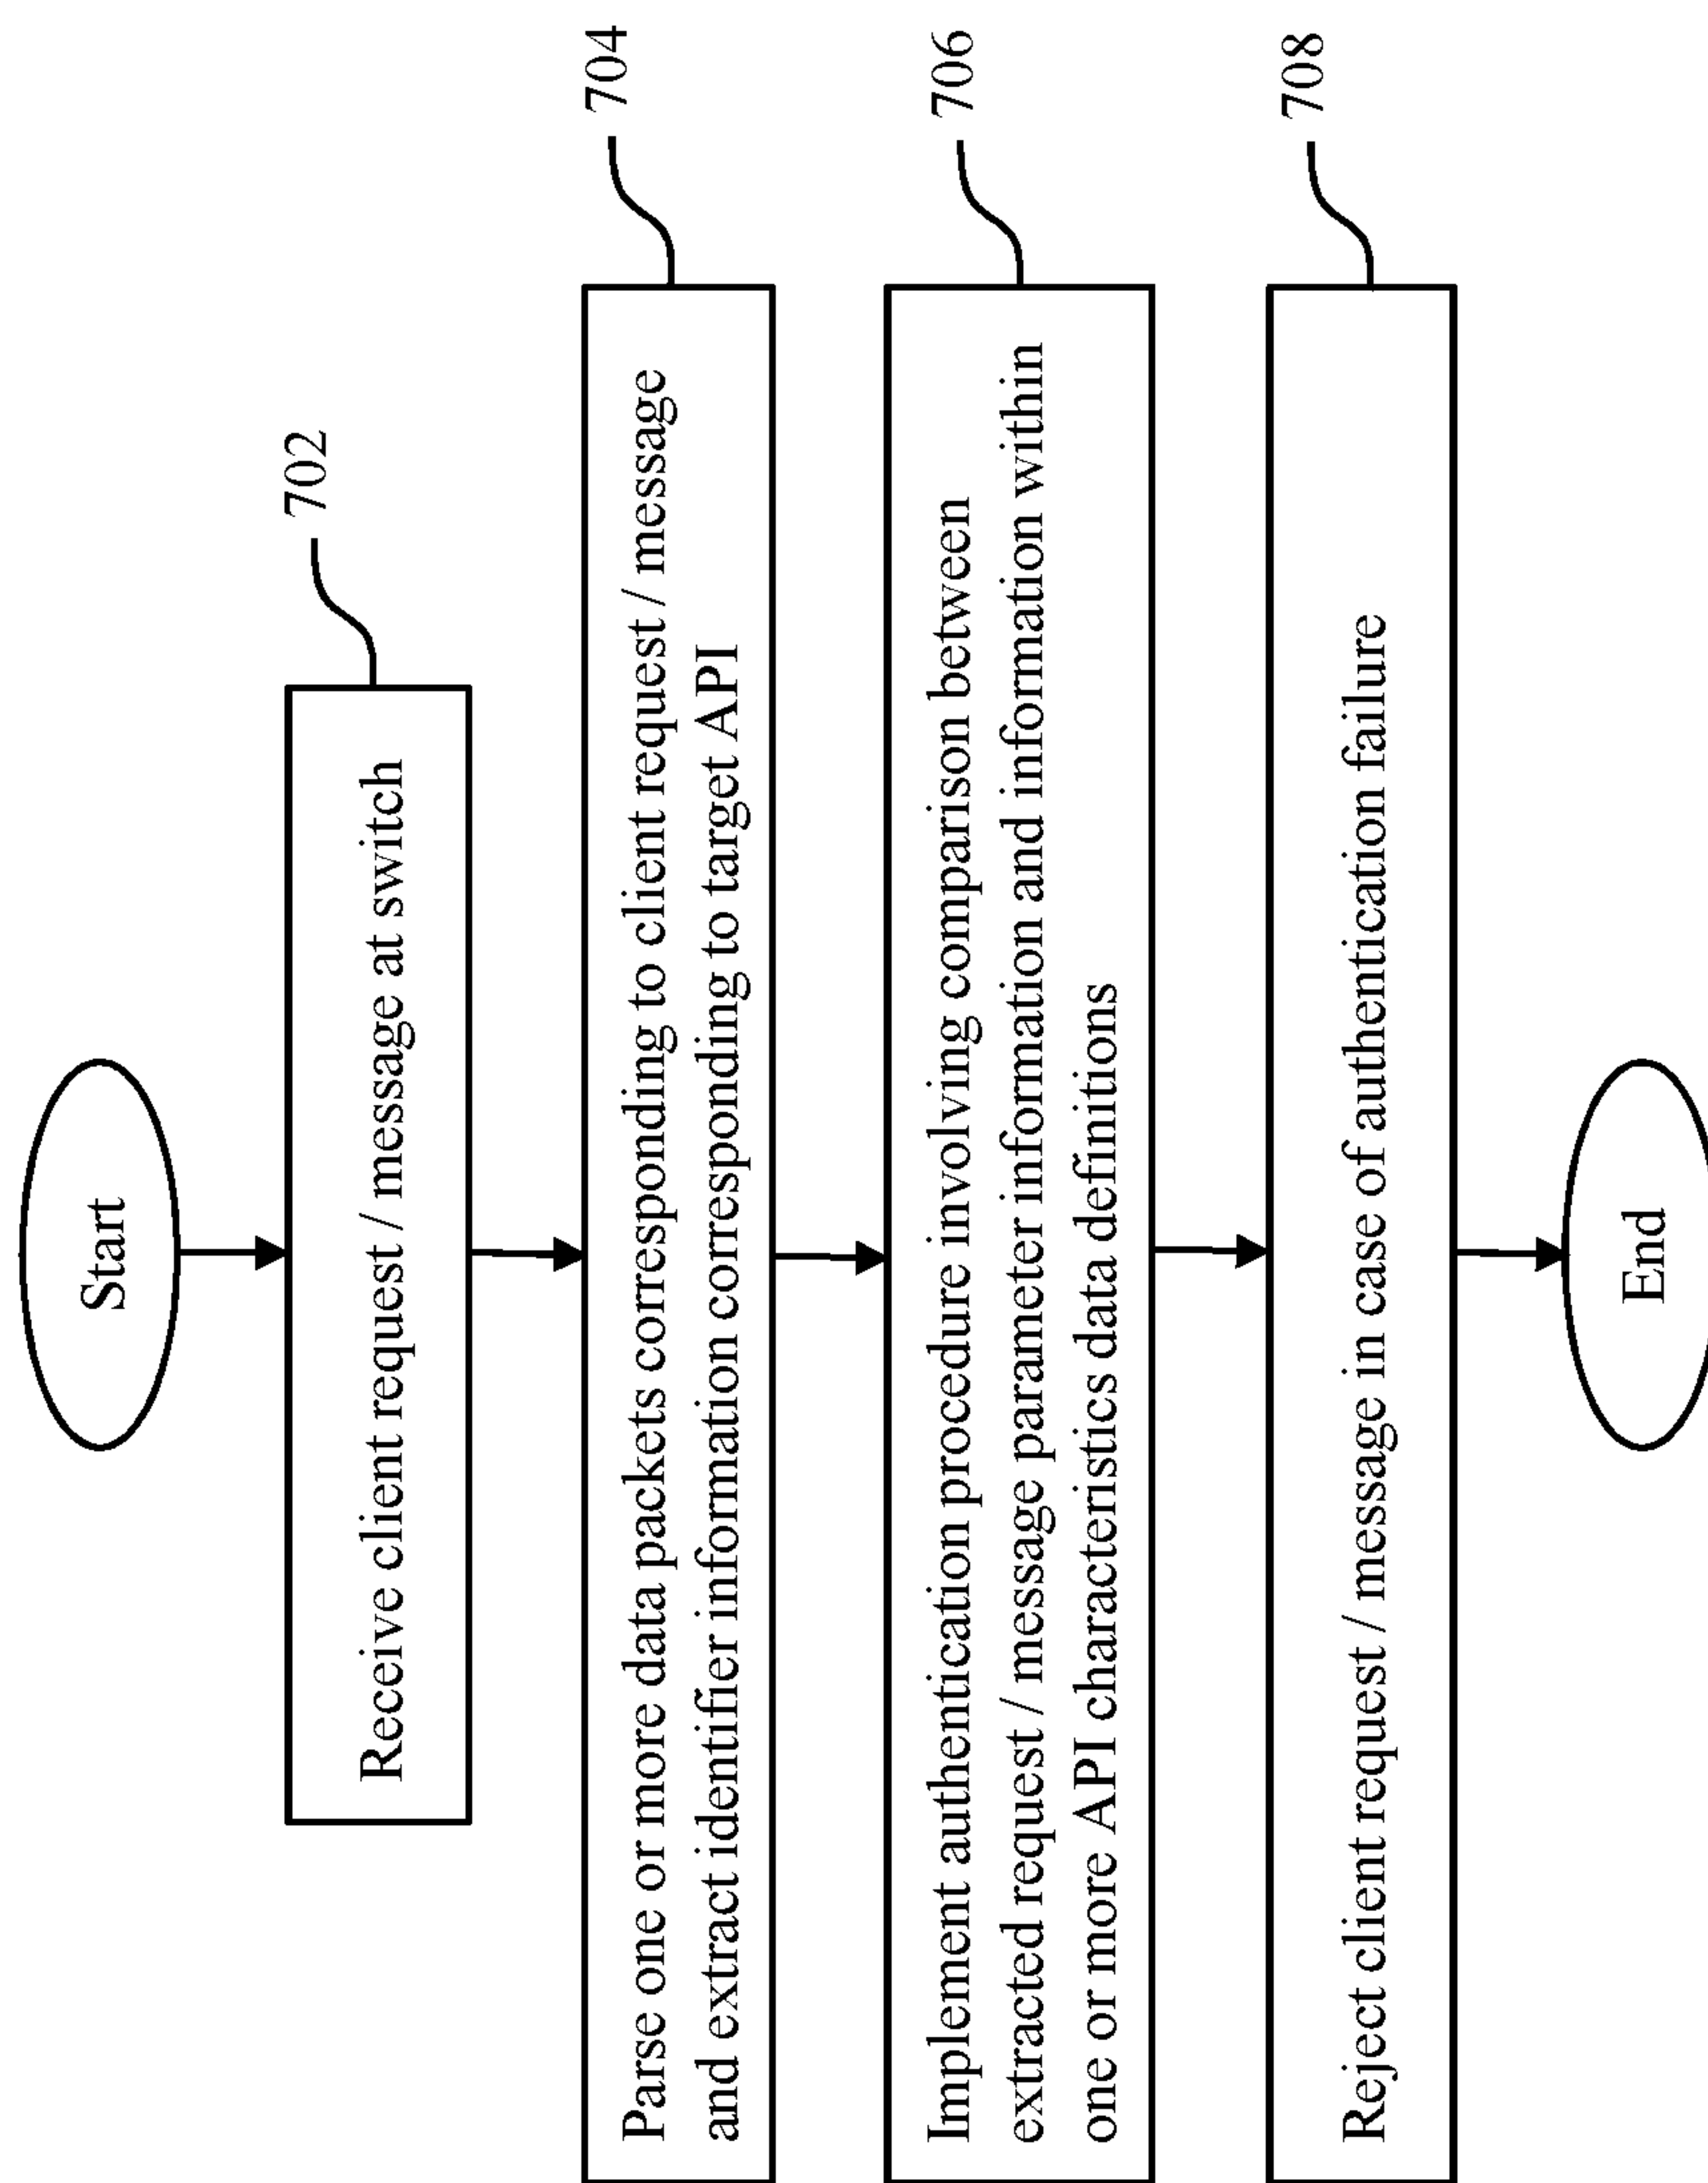 Start
702
Receive client request / message at switch
704
Parse one or more data packets corresponding to client request / message
and extract identifier information corresponding to target API
706
Implement authentication procedure involving comparison between
extracted request / message parameter information and information within
one or more API characteristics data definitions
708
Reject client request / message in case of authentication failure
End